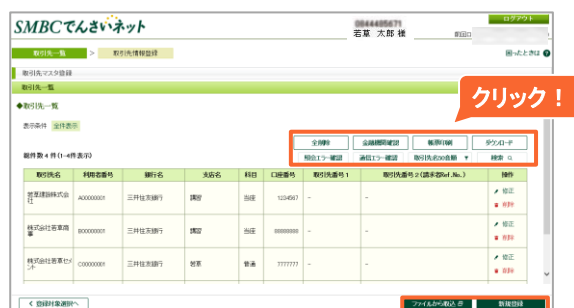 SMBCでんさいネット
ログアウト
若草 太郎 様
前回ロ
取引先一覧 > 取引先情報登録
困ったときは
取引先マスタ登録
取引先一覧
クリック！
◆取引先一覧
表示条件 全件表示
全削除 金融機関確認 帳票印刷 ダウンロード
総件数 4 件(1-4件表示)
照会エラー確認 通信エラー確認 取引先名50音順 ▼ 検索
取引先名 利用者番号 銀行名 支店名 科目 口座番号 取引先番号1 取引先番号2(請求者Ref.No.) 操作
若草建設株式会社 A00000001 三井住友銀行 講習 当座 1234567 - - 修正 削除
株式会社若草商事 B00000001 三井住友銀行 講習 当座 8888888 - - 修正 削除
株式会社若草セメント C00000001 三井住友銀行 若草 普通 7777777 - - 修正 削除
< 登録対象選択へ
ファイルから取込
新規登録